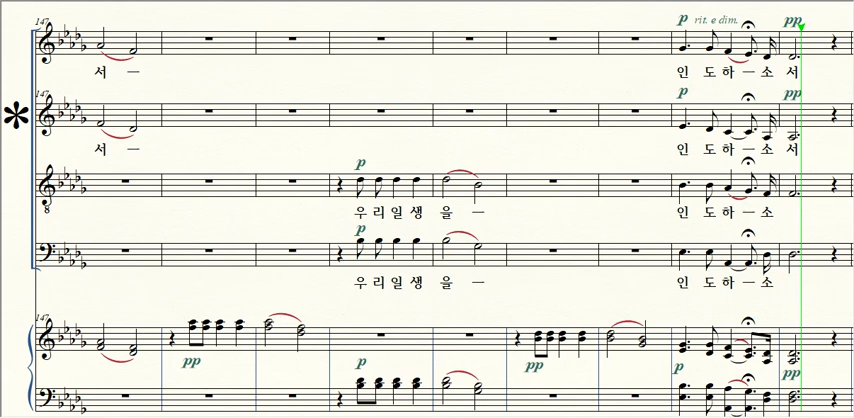 147 p rit. e dim. pp
서 — 인 도 하 — 소 서
147 p pp
서 — 인 도 하 — 소 서
p
우 리 일 생 을 — 인 도 하 — 소
p
우 리 일 생 을 — 인 도 하 — 소
147
pp p pp p pp